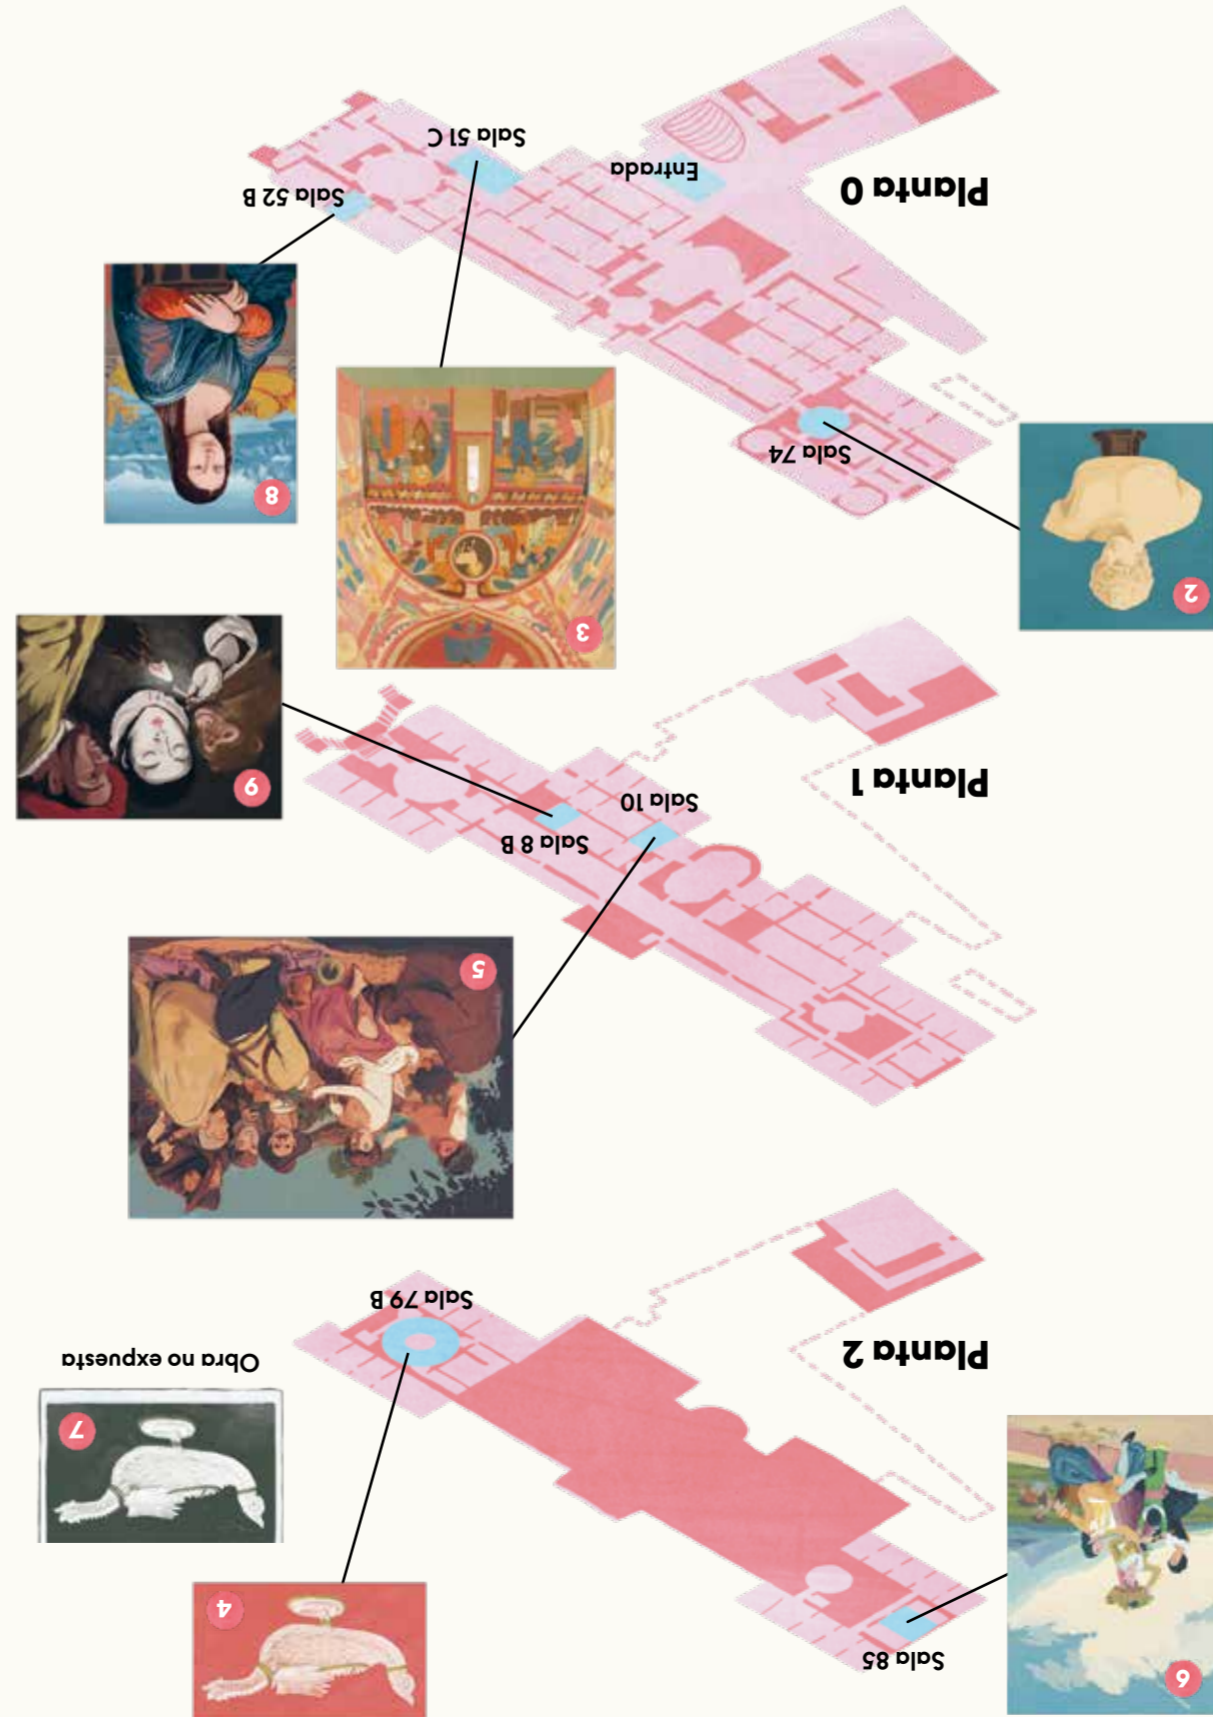 9
Sala 85
4
7
Obra no expuesta
Planta 2
Sala 79 B
5
Planta 1
Sala 10
Sala 8 B
6
2
3
8
Sala 74
Planta 0
Entrada
Sala 51 C
Sala 52 B